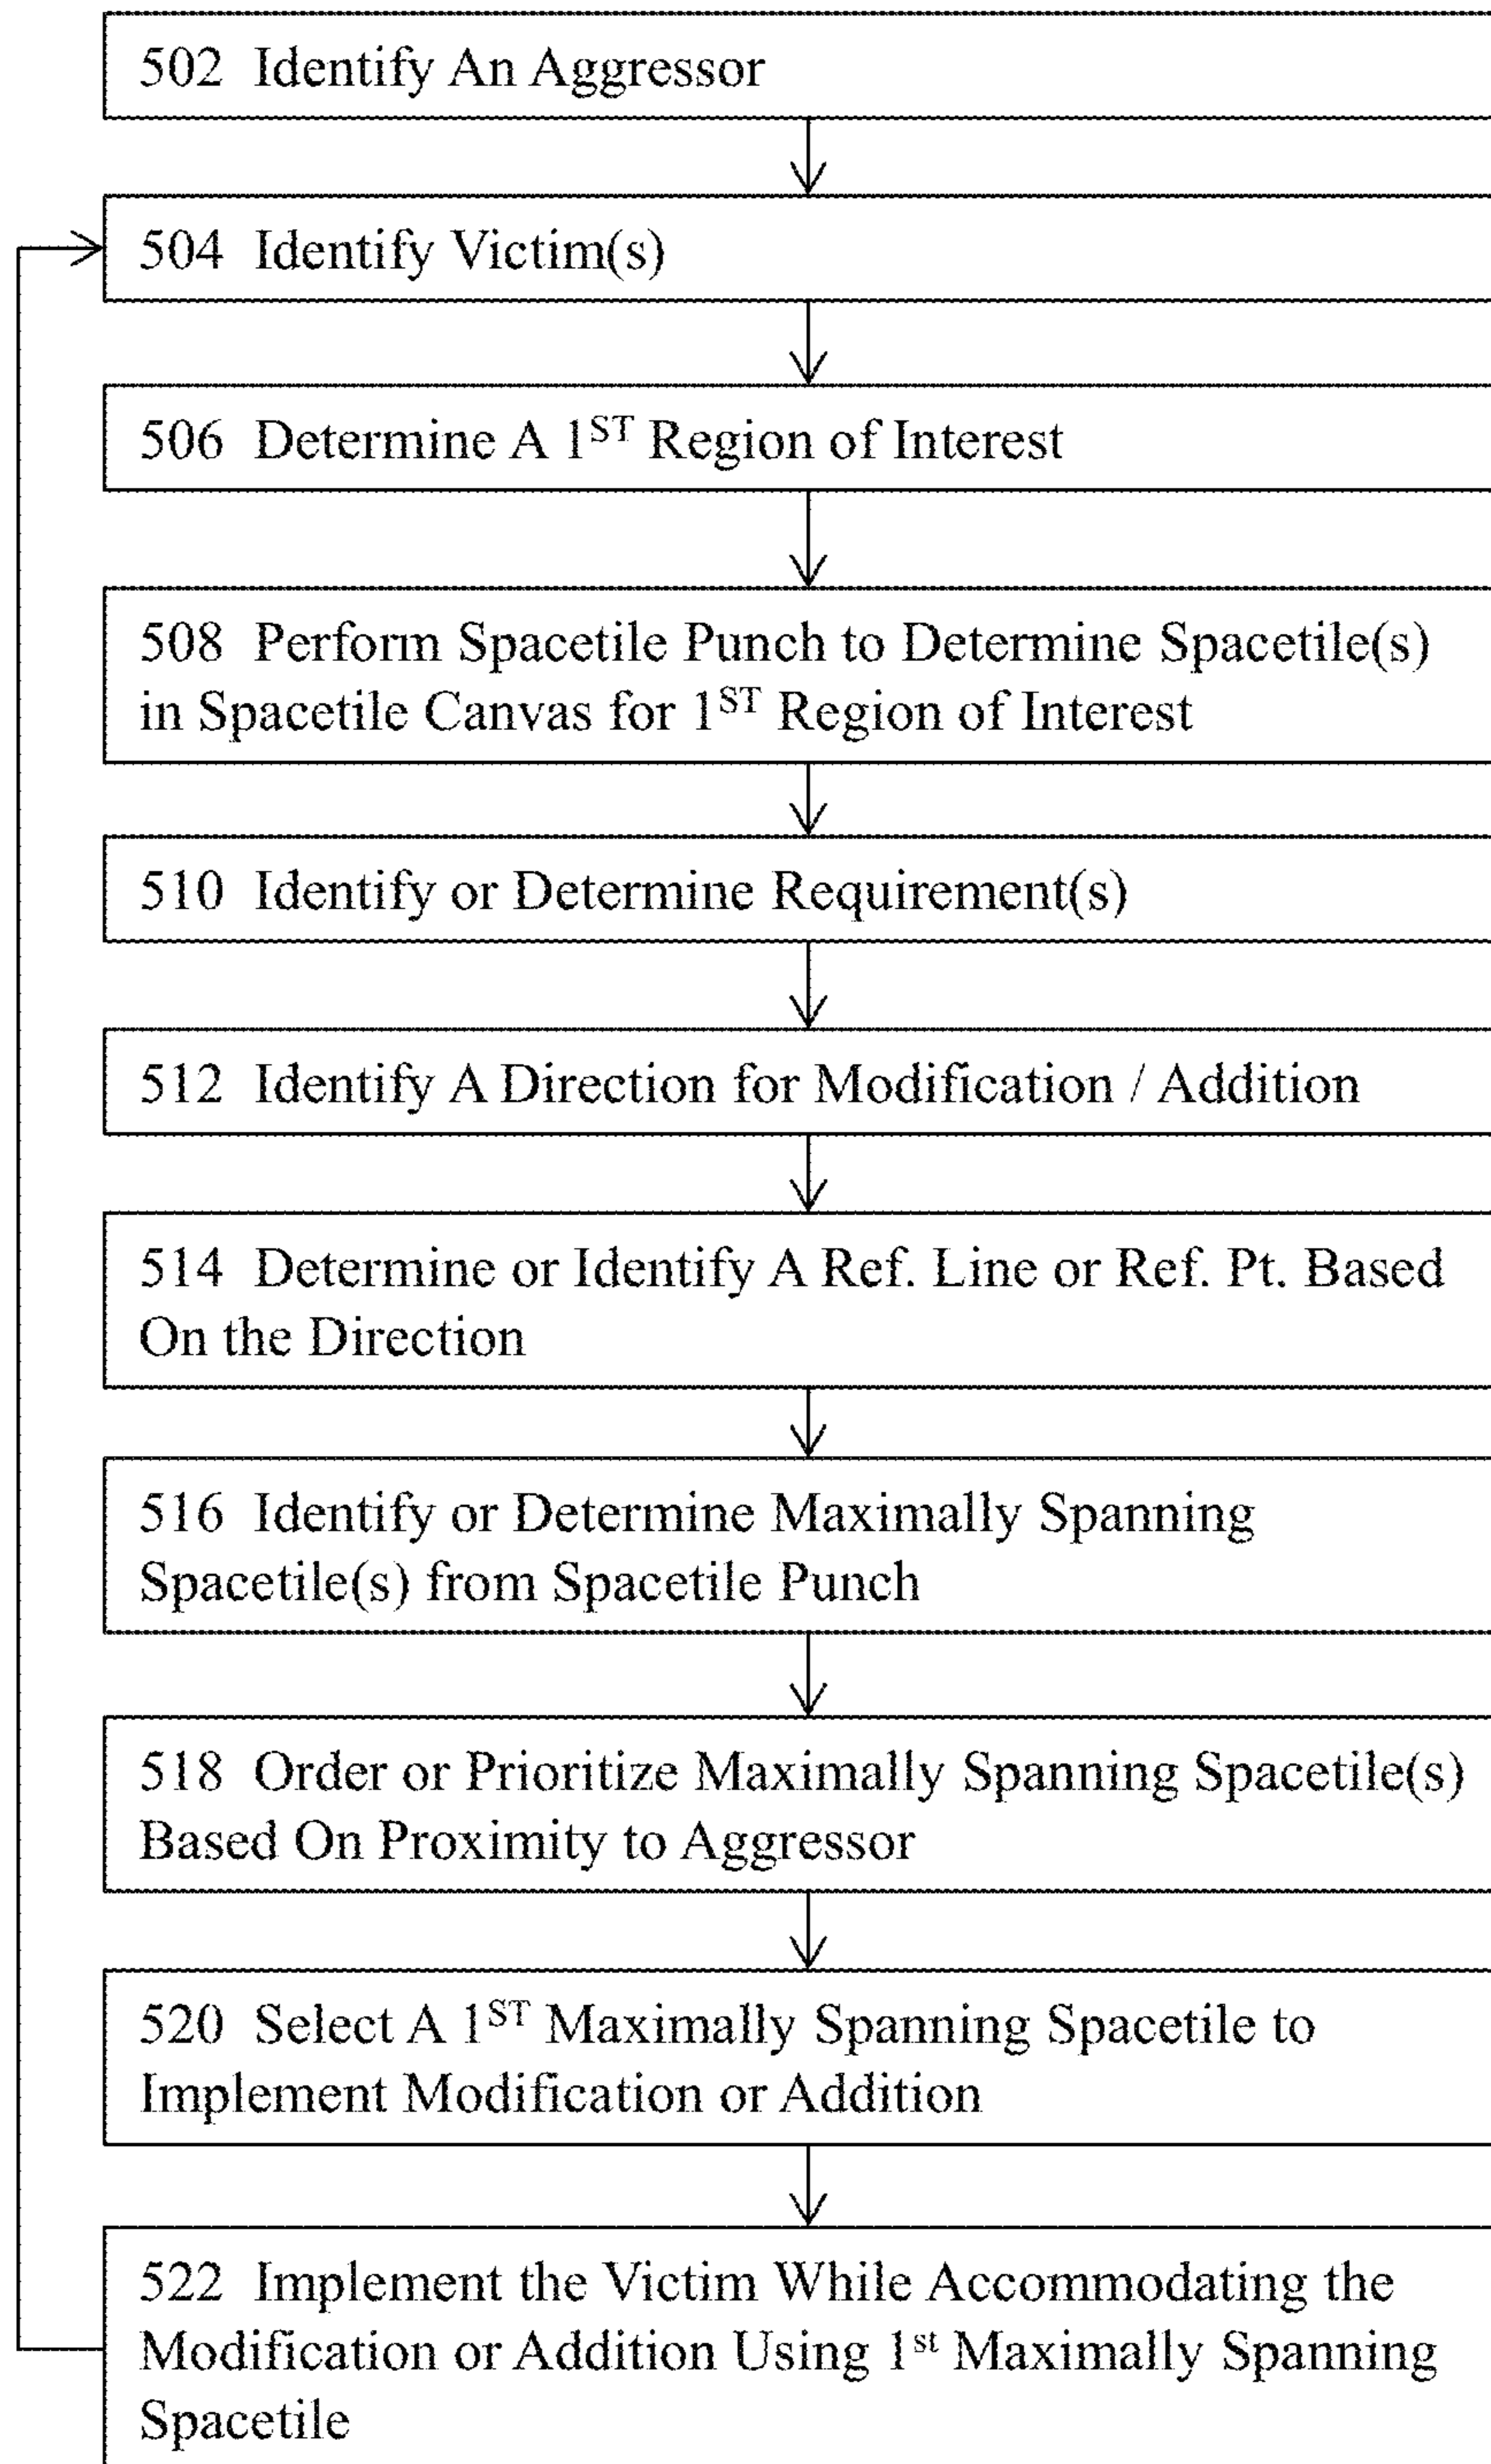 502 Identify An Aggressor
504 Identify Victim(s)
506 Determine A 1ST Region of Interest
508 Perform Spacetile Punch to Determine Spacetile(s)
in Spacetile Canvas for 1ST Region of Interest
510 Identify or Determine Requirement(s)
512 Identify A Direction for Modification / Addition
514 Determine or Identify A Ref. Line or Ref. Pt. Based
On the Direction
516 Identify or Determine Maximally Spanning
Spacetile(s) from Spacetile Punch
518 Order or Prioritize Maximally Spanning Spacetile(s)
Based On Proximity to Aggressor
520 Select A 1ST Maximally Spanning Spacetile to
Implement Modification or Addition
522 Implement the Victim While Accommodating the
Modification or Addition Using 1st Maximally Spanning
Spacetile